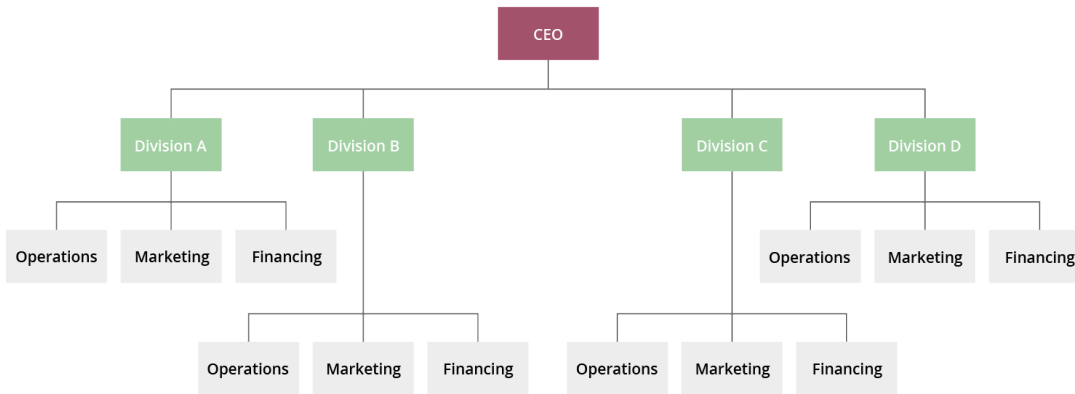 CEO
Division A
Division B
Division C
Division D
Operations
Marketing
Financing
Operations
Marketing
Financing
Operations
Marketing
Financing
Operations
Marketing
Financing